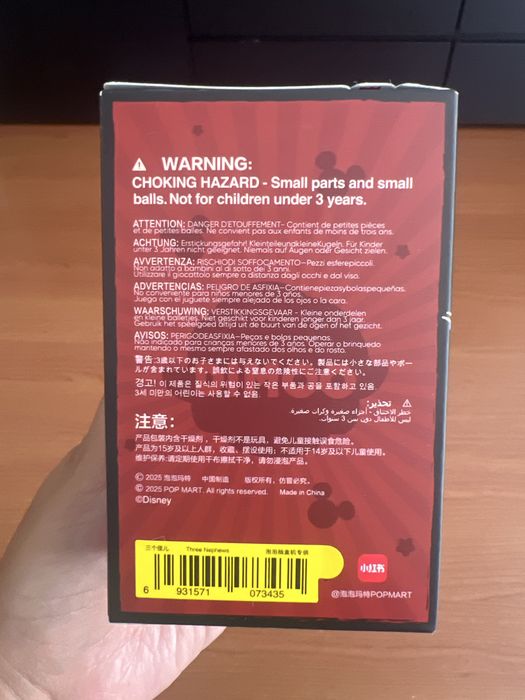 WARNING:
CHOKING HAZARD - Small parts and small
balls. Not for children under 3 years.
ATTENTION: DANGER D'ETOUFFEMENT- Contient de petites pièces
et de petites balles. Ne convient pas aux enfants de moins de trois ans.
ACHTUNG: Erstickungsgefahr! KleinteileundkleineKugeln. Für Kinder
unter 3 Jahren nicht geeignet. Niemals auf Augen oder Gesicht zielen.
AVVERTENZA: RISCHIODI SOFFOCAMENTO-Pezzi esferepiccoli.
Non adatto a bambini al di sotto dei 3 anni.
Utilizzare il giocattolo sempre a distanza dagli occhi e dal viso.
ADVERTENCIAS: PELIGRO DE ASFIXIA-Contienepiezasybolaspequeñas.
No conveniente para niños menores de 3 años.
Juega con el juguete siempre alejado de los ojos o la cara.
WAARSCHUWING: VERSTIKKINGSGEVAAR - Kleine onderdelen
en kleine balletjes. Niet geschikt voor kinderen jonger dan 3 jaar.
Gebruik het speelgoed altijd uit de buurt van de ogen of het gezicht.
AVISOS: PERIGODEASFIXIA-Peças e bolas pequenas.
Não indicado para crianças menores de 3 anos. Operar o brinquedo
mantendo o mesmo sempre afastado dos olhos e do rosto.
警告:3歳以下のお子さまには与えないでください。製品には小さな部品やボー
ルが含まれています。誤飲による窒息の危険性にご注意ください。
경고! 이 제품은 질식의 위험이 있는 작은 부품과 공을 포함하고 있음.
3세 미만의 어린이는 사용할 수 없음.
تحذير:
خطر الاختناق - أجزاء صغيرة وكرات صغيرة.
ليس للأطفال دون سن 3 سنوات.
注意:
产品包装内含干燥剂,干燥剂不是玩具,避免儿童接触误食危险。
产品为15岁及以上人群,收藏、摆设使用;不适用于14岁及以下儿童使用。
维护保养:请定期使用干布擦拭干净,请勿浸泡产品。
© 2025 泡泡玛特 中国制造 版权所有,仿冒必究。
© 2025 POP MART. All rights reserved. Made in China
©Disney
三个侄儿 Three Nephews 泡泡抽盒机专供
6 931571 073435
小红书
@泡泡玛特POPMART